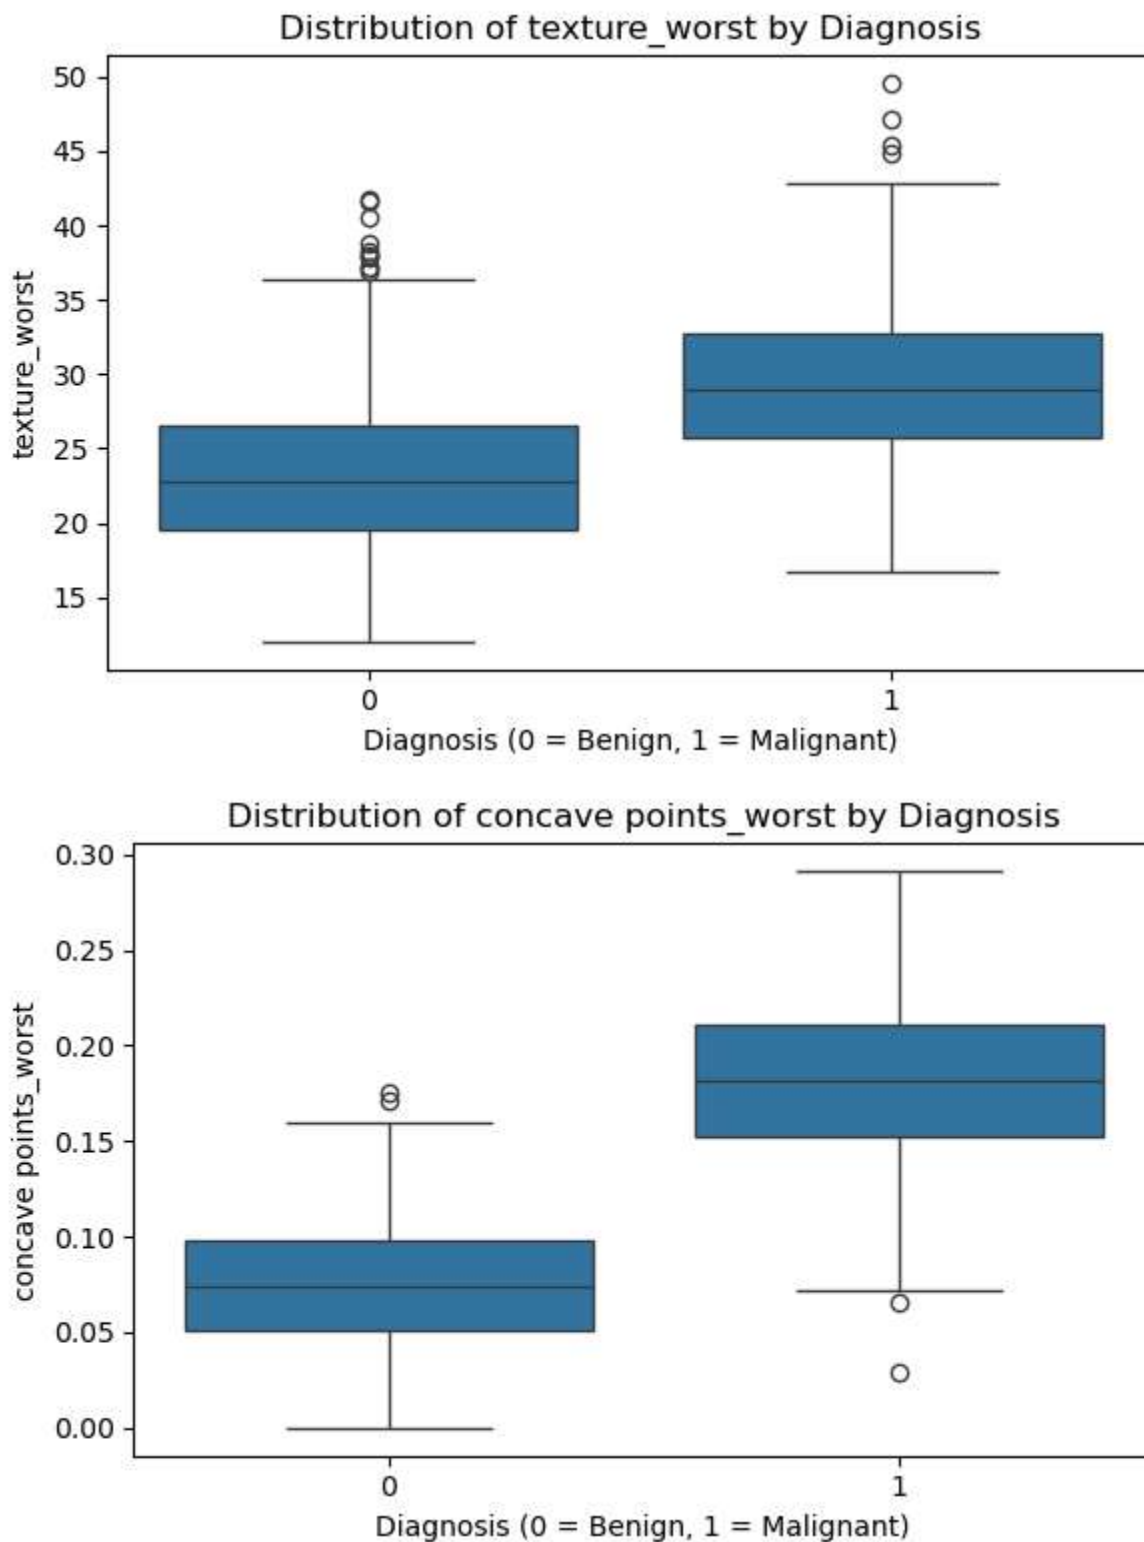 Distribution of texture_worst by Diagnosis
50
45
40
35
30
25
20
15
texture_worst
0 1
Diagnosis (0 = Benign, 1 = Malignant)
Distribution of concave points_worst by Diagnosis
0.30
0.25
0.20
0.15
0.10
0.05
0.00
concave points_worst
0 1
Diagnosis (0 = Benign, 1 = Malignant)